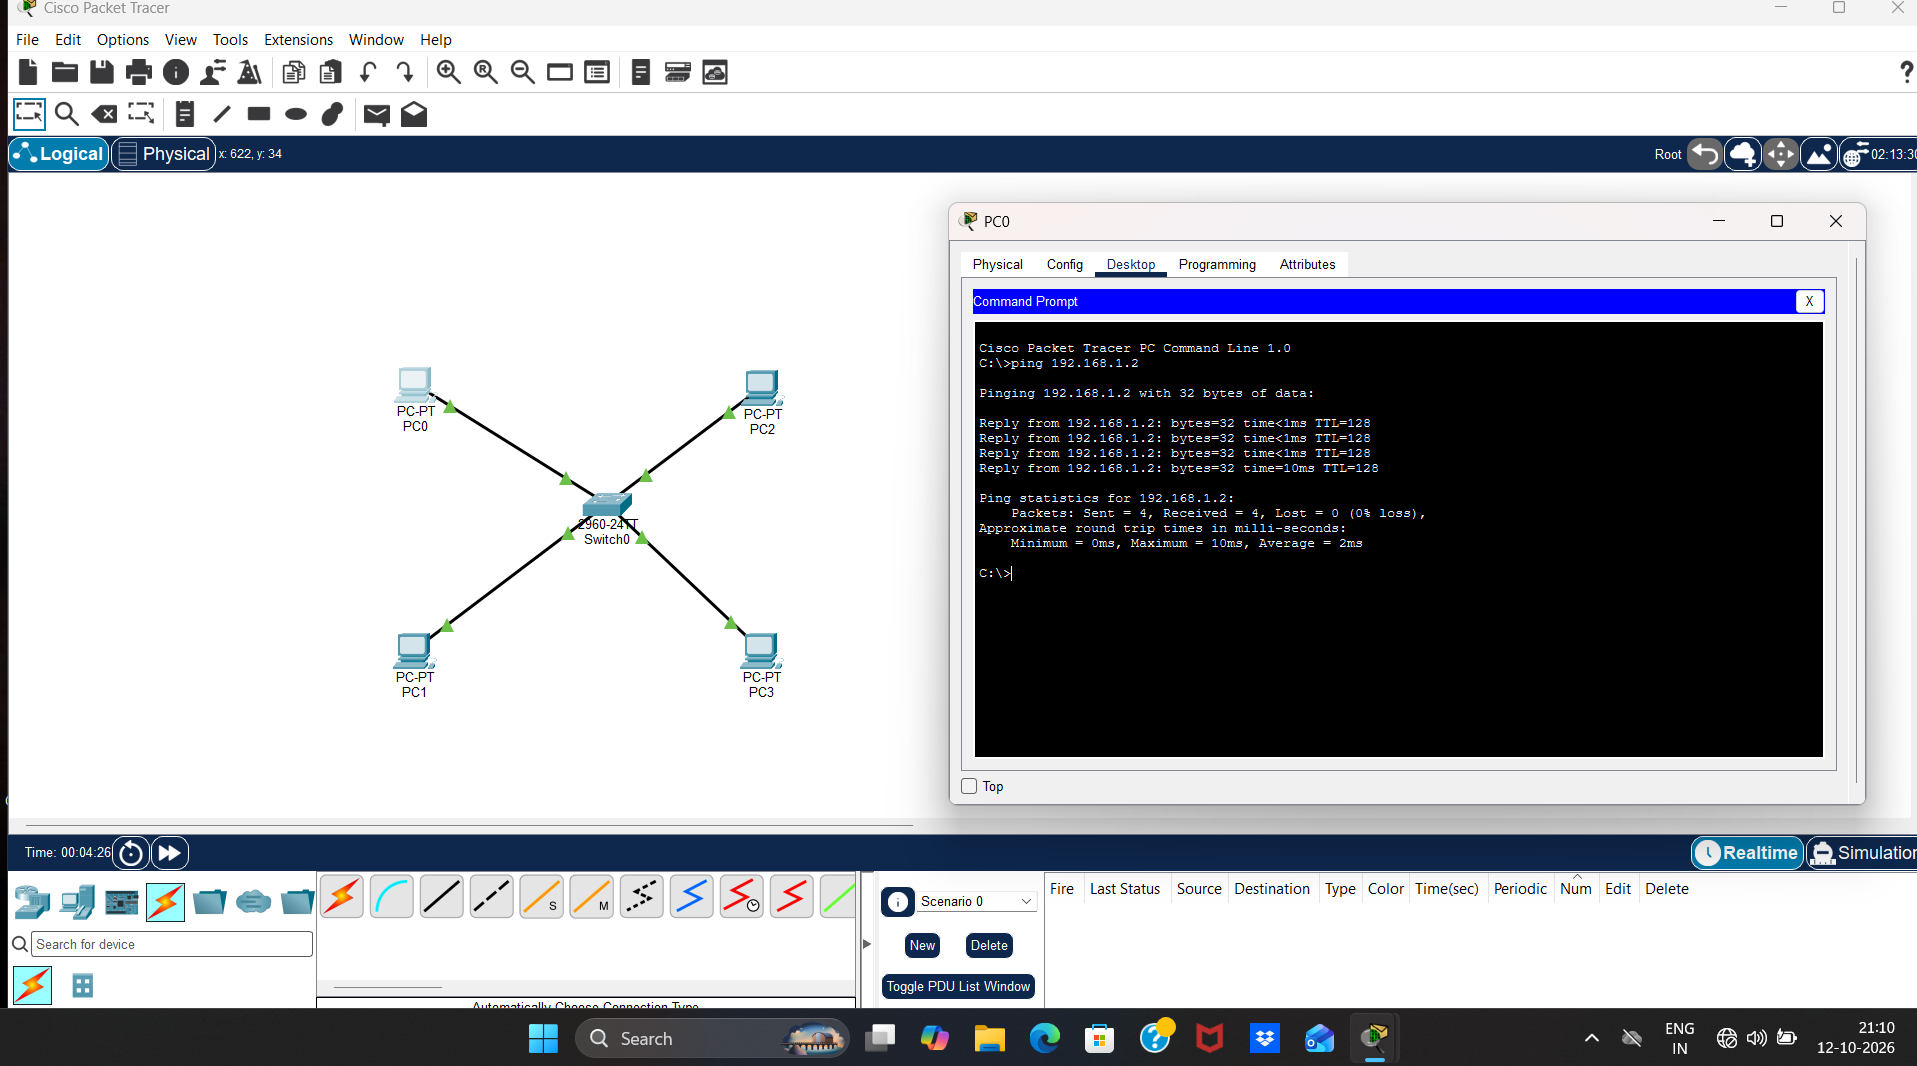 Cisco Packet Tracer
File Edit Options View Tools Extensions Window Help
Logical Physical x: 622, y: 34 Root 02:13:30
PC0
Physical Config Desktop Programming Attributes
Command Prompt X
Cisco Packet Tracer PC Command Line 1.0
C:\>ping 192.168.1.2
Pinging 192.168.1.2 with 32 bytes of data:
Reply from 192.168.1.2: bytes=32 time<1ms TTL=128
Reply from 192.168.1.2: bytes=32 time<1ms TTL=128
Reply from 192.168.1.2: bytes=32 time<1ms TTL=128
Reply from 192.168.1.2: bytes=32 time=10ms TTL=128
Ping statistics for 192.168.1.2:
Packets: Sent = 4, Received = 4, Lost = 0 (0% loss),
Approximate round trip times in milli-seconds:
Minimum = 0ms, Maximum = 10ms, Average = 2ms
C:\>
Top
PC-PT
PC0
PC-PT
PC2
2960-24TT
Switch0
PC-PT
PC1
PC-PT
PC3
Time: 00:04:26 Realtime Simulation
S M
Search for device
Automatically Choose Connection Type
Scenario 0
New Delete
Toggle PDU List Window
Fire Last Status Source Destination Type Color Time(sec) Periodic Num Edit Delete
Search
ENG
IN
21:10
12-10-2026